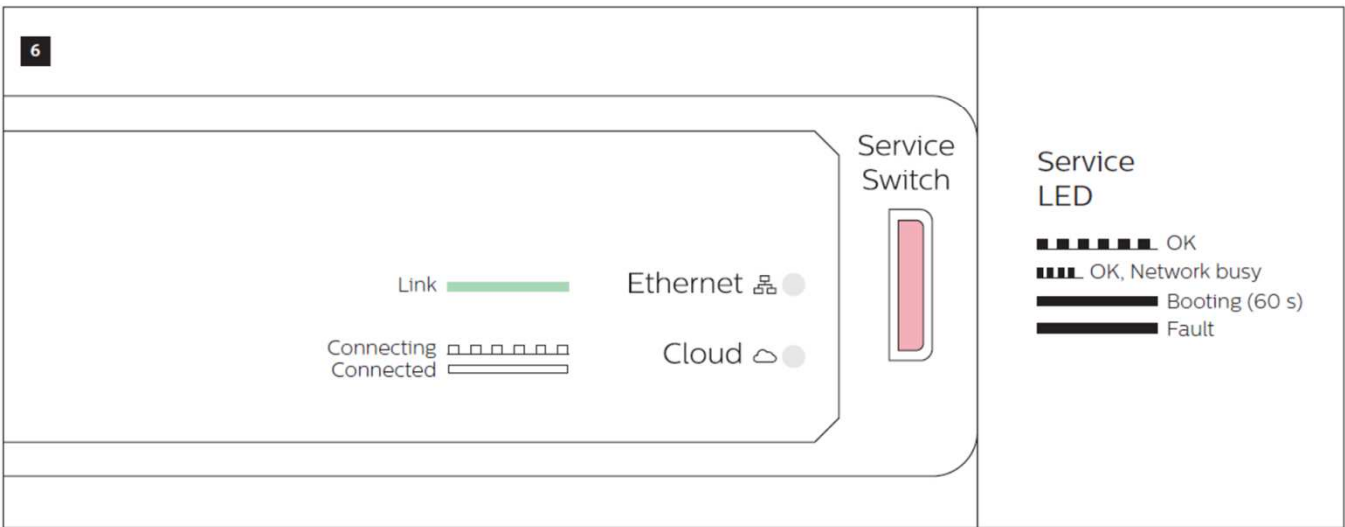 6
Service
Switch
Link
Ethernet
Connecting
Connected
Cloud
Service
LED
OK
OK, Network busy
Booting (60 s)
Fault